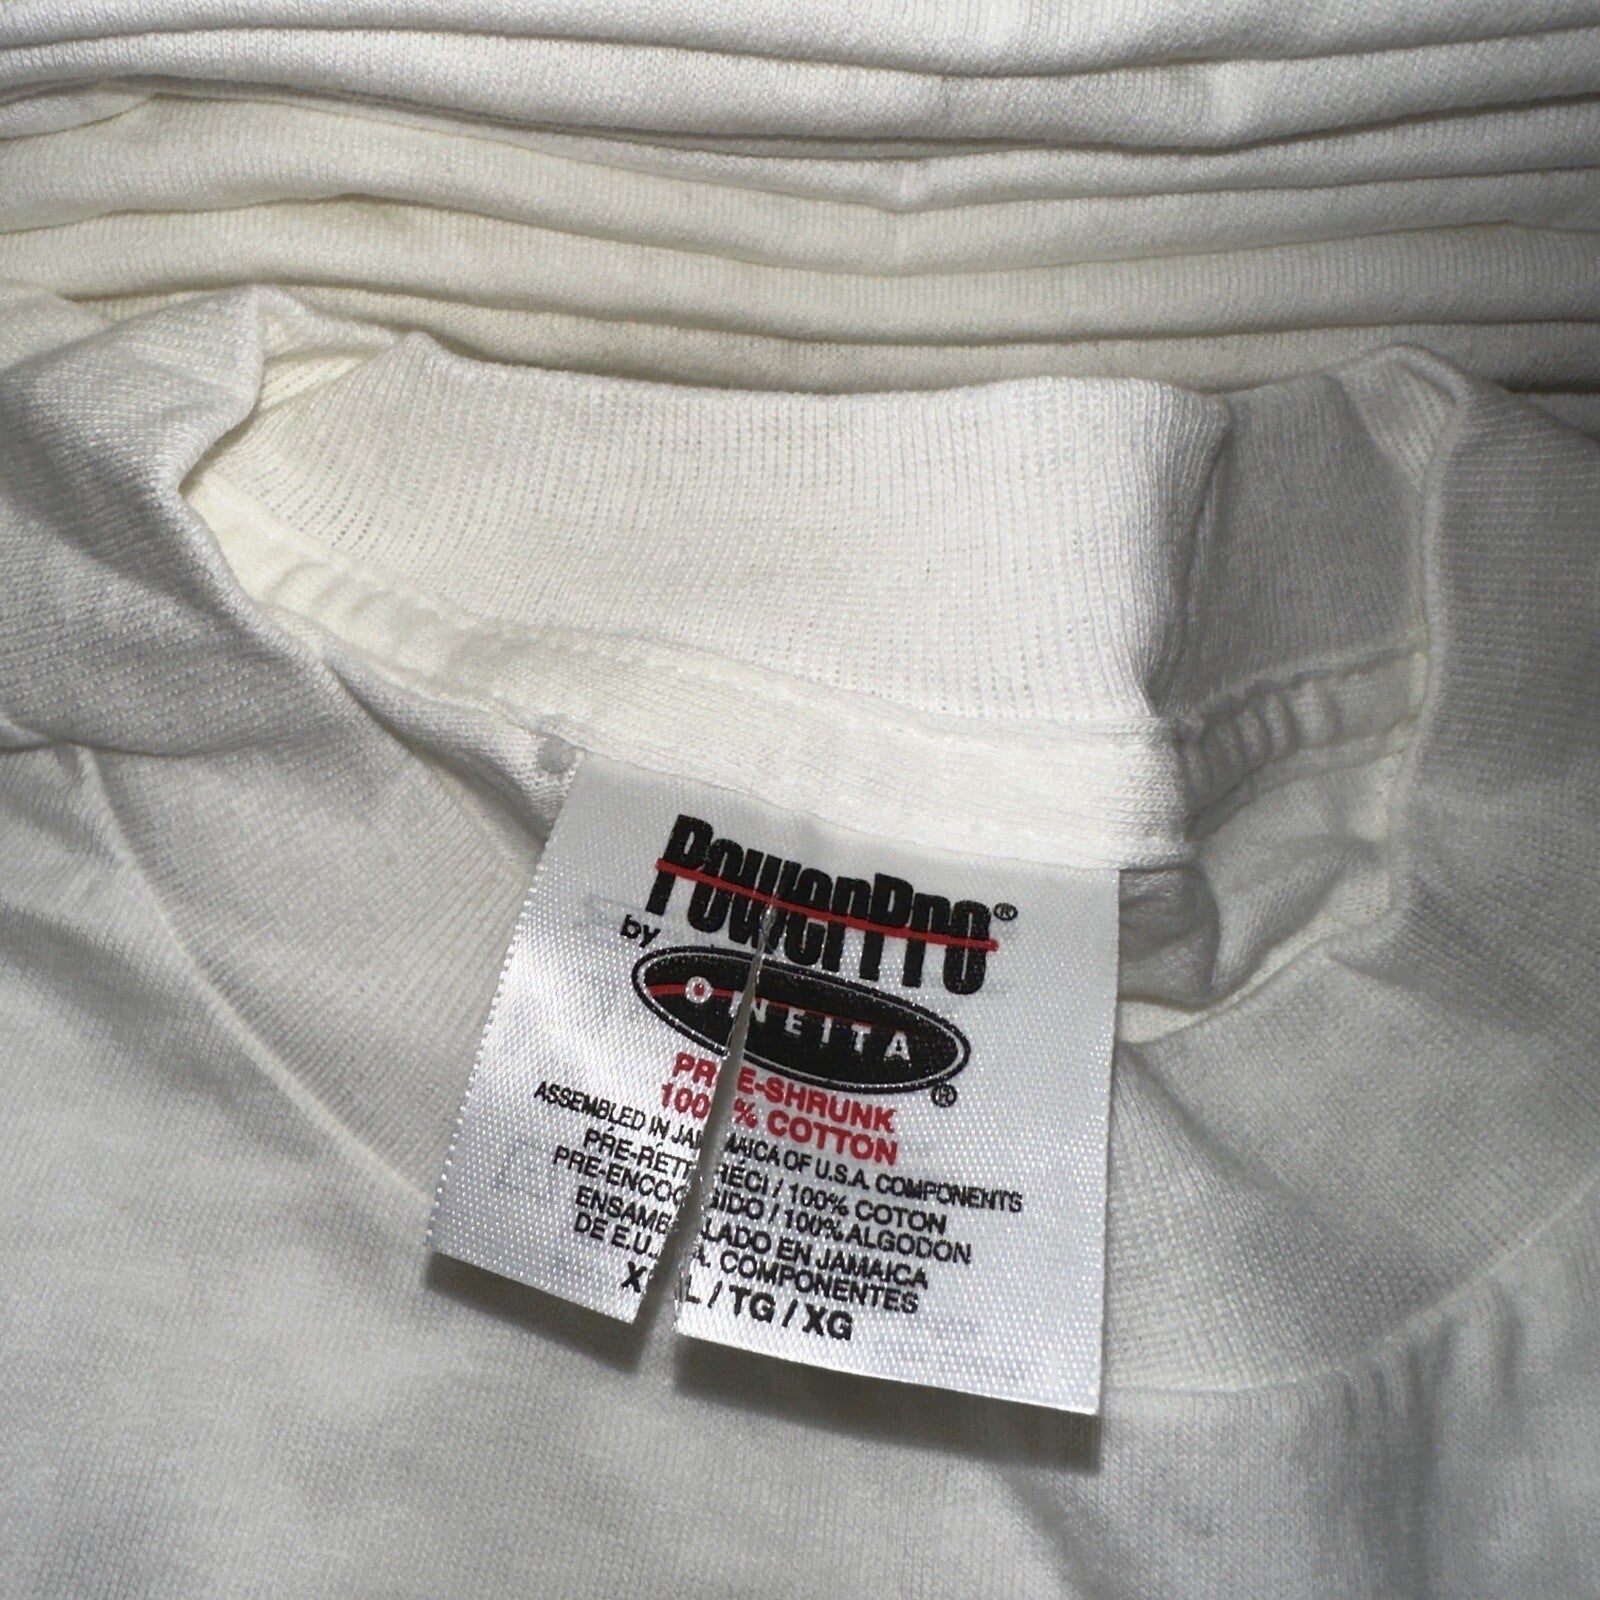 PowerPro®
by
ONEITA®
PRE-SHRUNK
100% COTTON
ASSEMBLED IN JAMAICA OF U.S.A. COMPONENTS
PRÉ-RÉTRÉCI / 100% COTON
PRE-ENCOGIDO / 100% ALGODON
ENSAMBLADO EN JAMAICA
DE E.U.A. COMPONENTES
XL / TG / XG